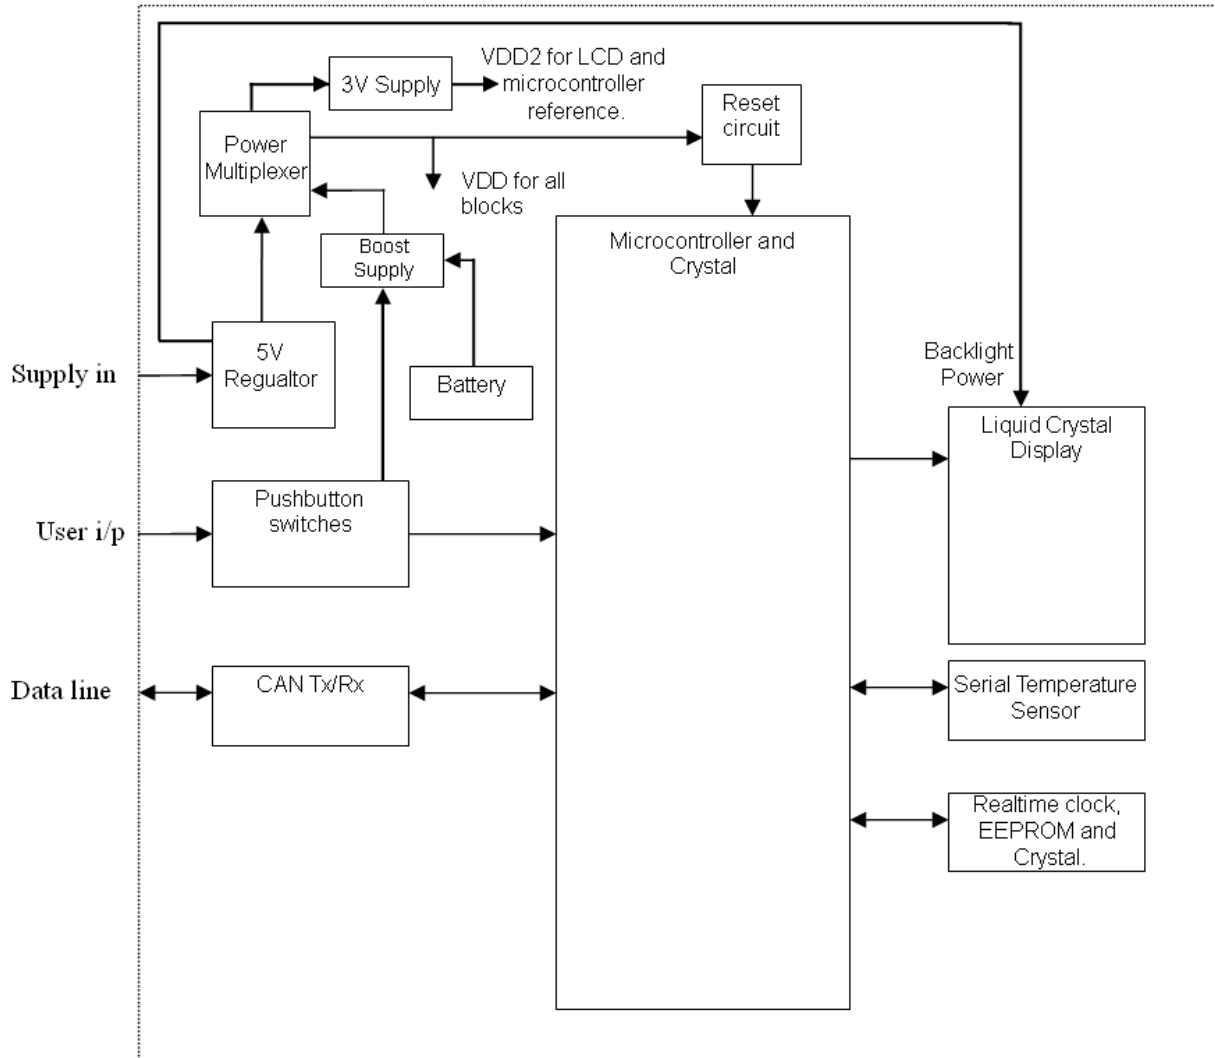 VDD2 for LCD and
microcontroller
reference.
3V Supply
Reset
circuit
Power
Multiplexer
VDD for all
blocks
Boost
Supply
Microcontroller and
Crystal
5V
Regualtor
Supply in
Battery
Backlight
Power
Liquid Crystal
Display
Pushbutton
switches
User i/p
CAN Tx/Rx
Data line
Serial Temperature
Sensor
Realtime clock,
EEPROM and
Crystal.